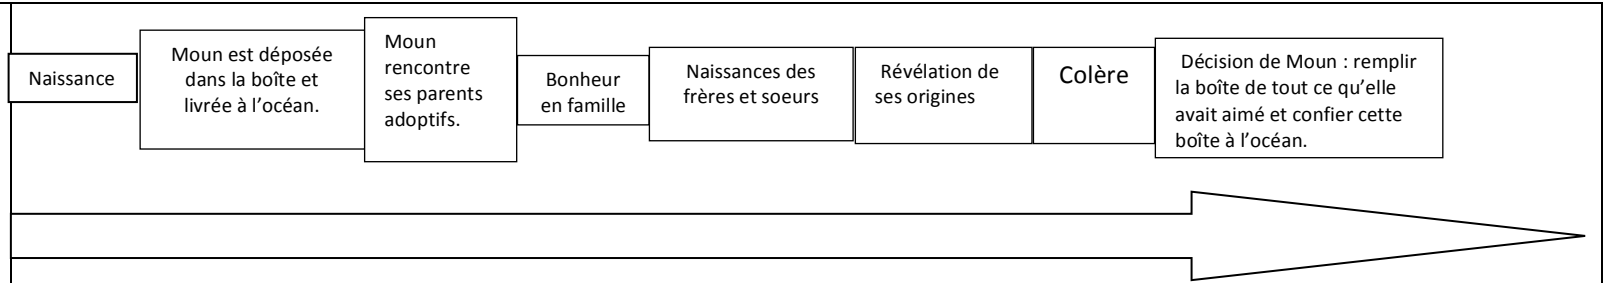 Naissance
Moun est déposée
dans la boîte et
livrée à l’océan.
Moun
rencontre
ses parents
adoptifs.
Bonheur
en famille
Naissances des
frères et soeurs
Révélation de
ses origines
Colère
Décision de Moun : remplir
la boîte de tout ce qu’elle
avait aimé et confier cette
boîte à l’océan.